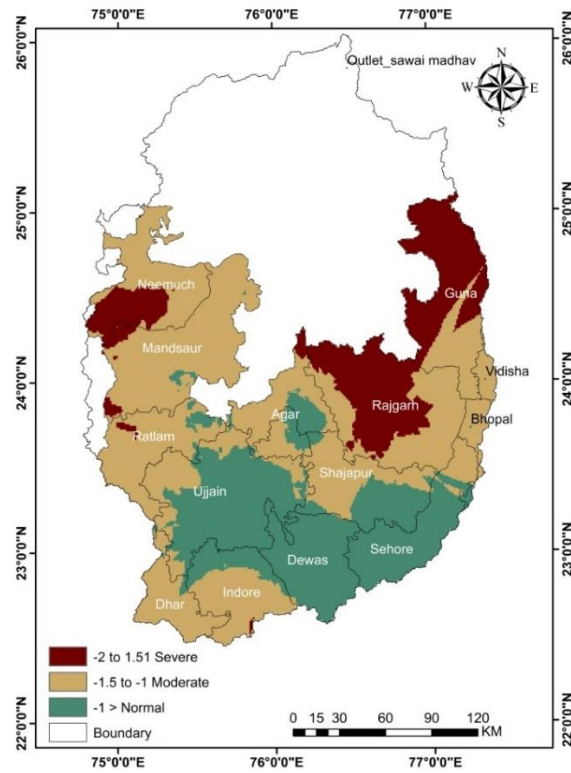 75°0'0"E 76°0'0"E 77°0'0"E
26°0'0"N
26°0'0"N
Outlet_sawai madhav
N
W E
S
25°0'0"N
25°0'0"N
Neemuch
Guna
Mandsaur
24°0'0"N
24°0'0"N
Vidisha
Rajgarh
Agar
Bhopal
Ratlam
Shajapur
Ujjain
23°0'0"N
23°0'0"N
Dewas
Sehore
Dhar
Indore
-2 to 1.51 Severe
-1.5 to -1 Moderate
-1 > Normal
Boundary
0 15 30 60 90 120
KM
22°0'0"N
22°0'0"N
75°0'0"E 76°0'0"E 77°0'0"E